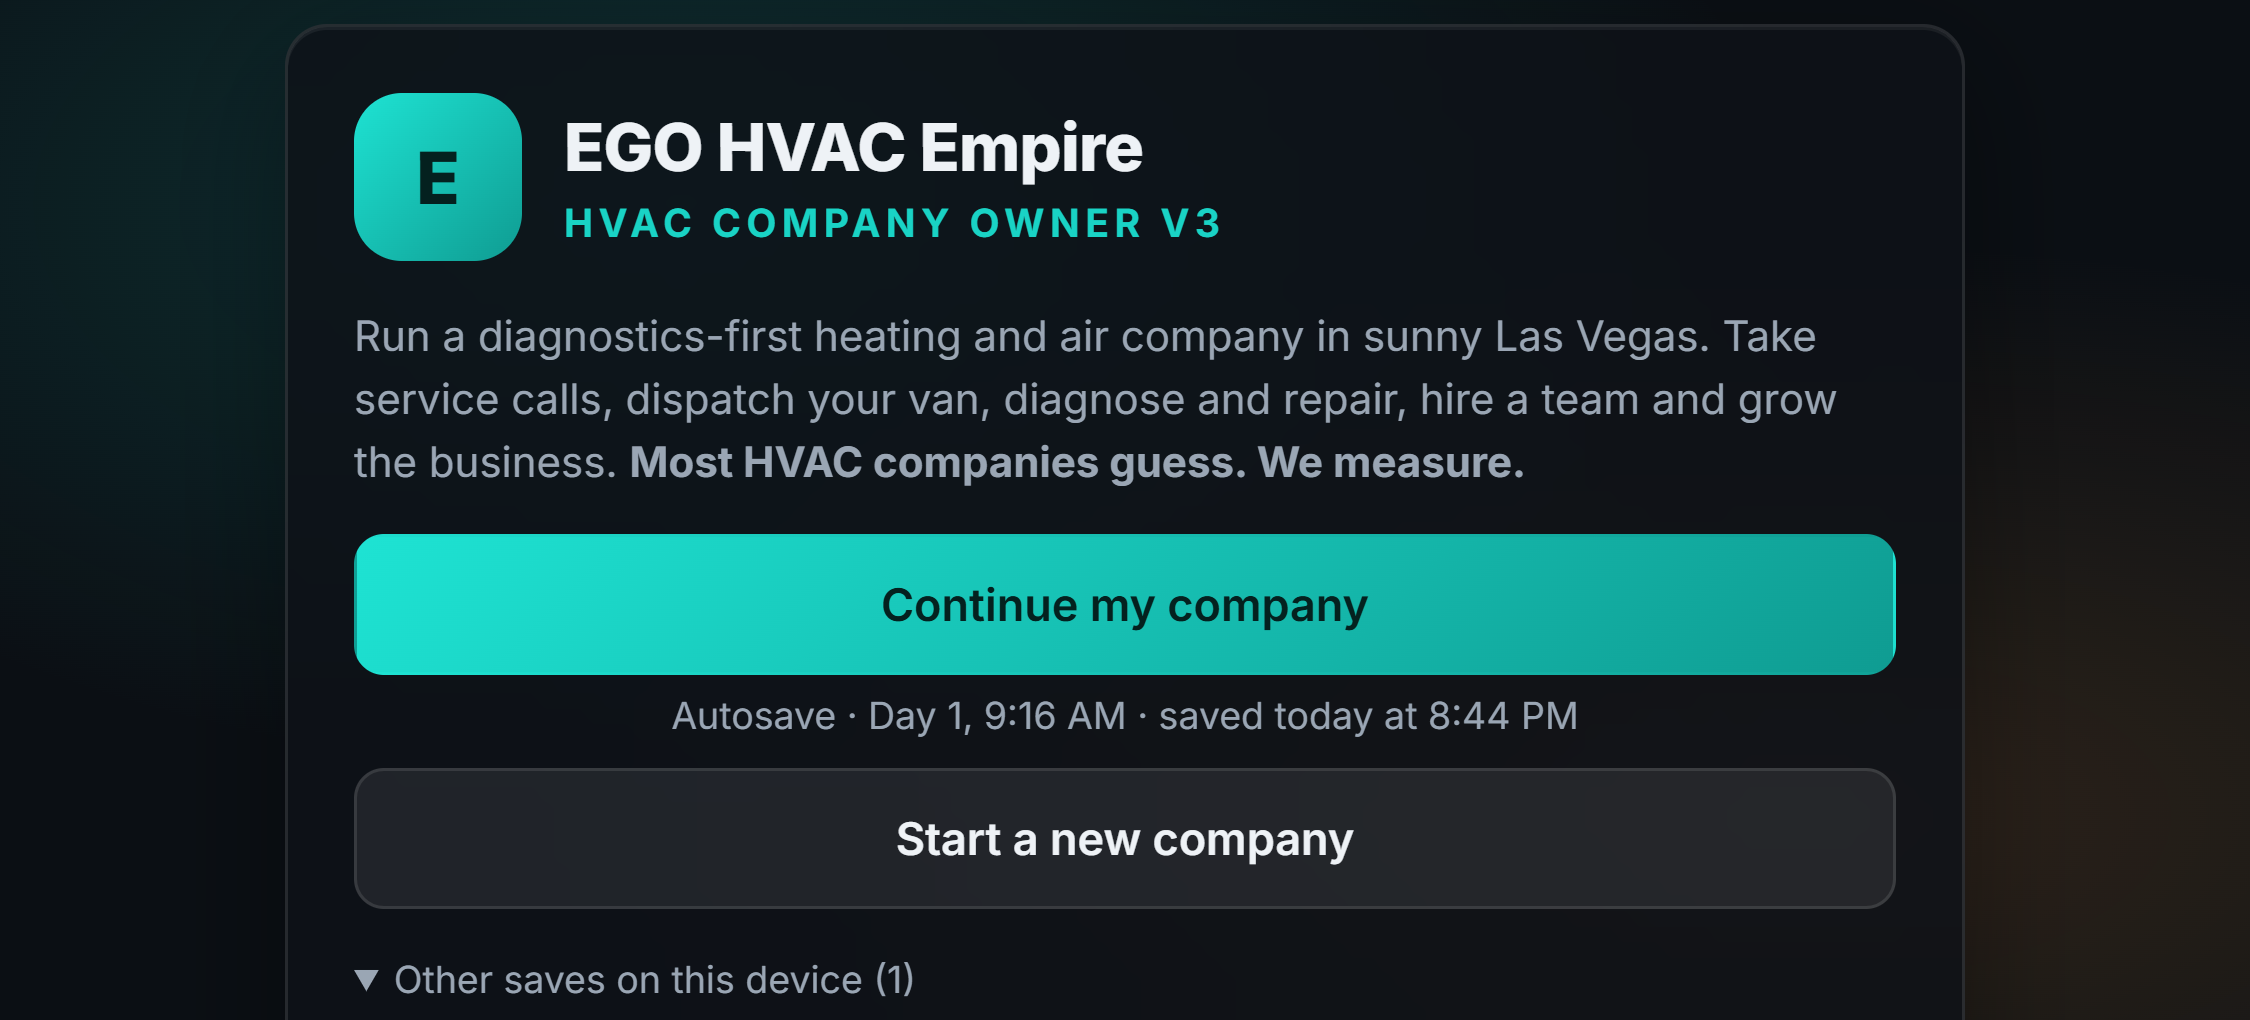 E
EGO HVAC Empire
HVAC COMPANY OWNER V3
Run a diagnostics-first heating and air company in sunny Las Vegas. Take
service calls, dispatch your van, diagnose and repair, hire a team and grow
the business. Most HVAC companies guess. We measure.
Continue my company
Autosave · Day 1, 9:16 AM · saved today at 8:44 PM
Start a new company
▼ Other saves on this device (1)